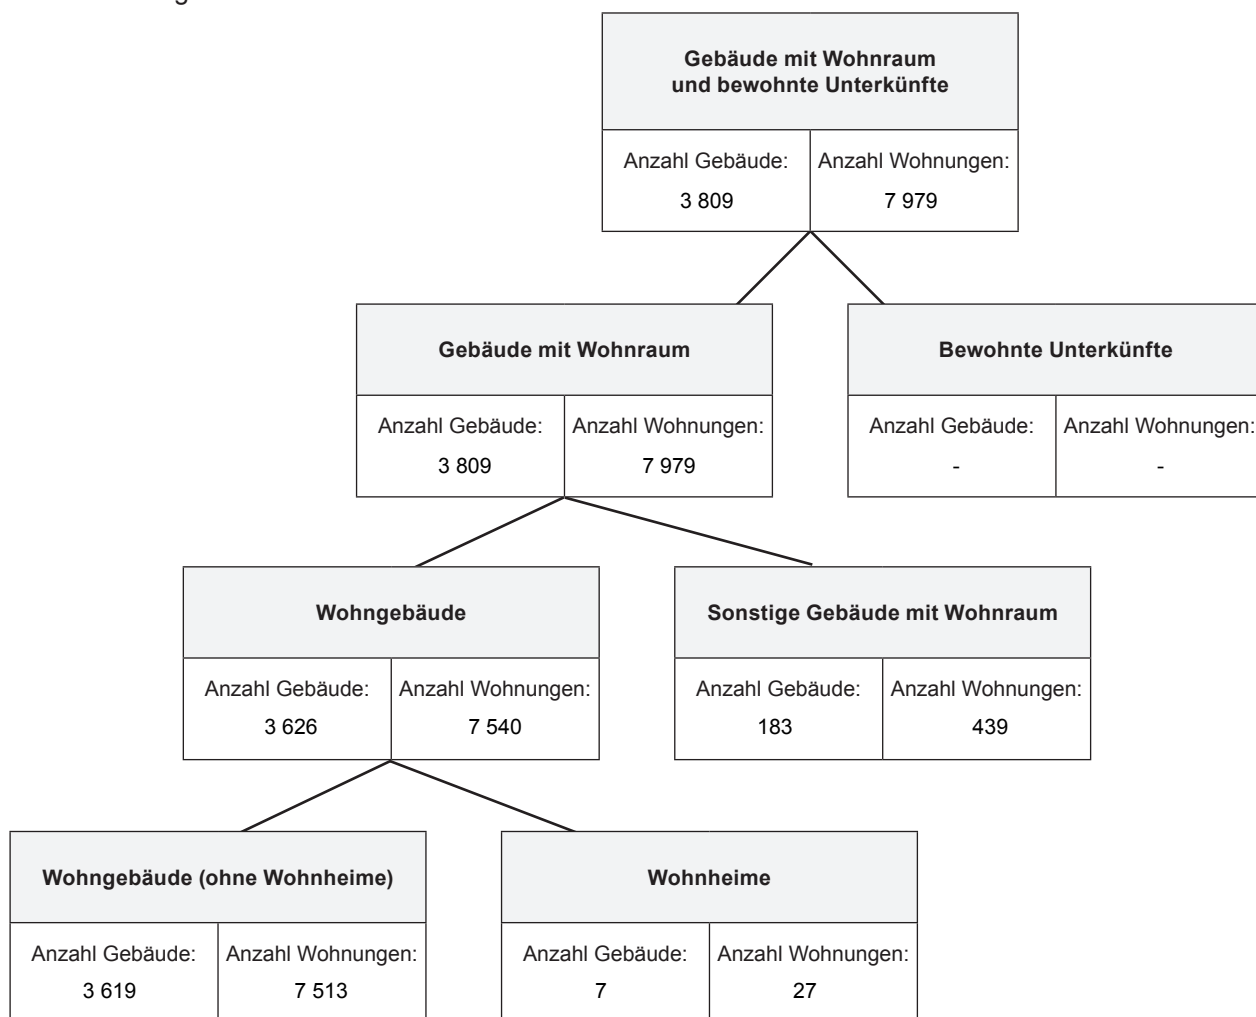 Gebäude mit Wohnraum
und bewohnte Unterkünfte
Anzahl Gebäude:
3 809
Anzahl Wohnungen:
7 979
Gebäude mit Wohnraum
Anzahl Gebäude:
3 809
Anzahl Wohnungen:
7 979
Bewohnte Unterkünfte
Anzahl Gebäude:
-
Anzahl Wohnungen:
-
Wohngebäude
Anzahl Gebäude:
3 626
Anzahl Wohnungen:
7 540
Sonstige Gebäude mit Wohnraum
Anzahl Gebäude:
183
Anzahl Wohnungen:
439
Wohngebäude (ohne Wohnheime)
Anzahl Gebäude:
3 619
Anzahl Wohnungen:
7 513
Wohnheime
Anzahl Gebäude:
7
Anzahl Wohnungen:
27